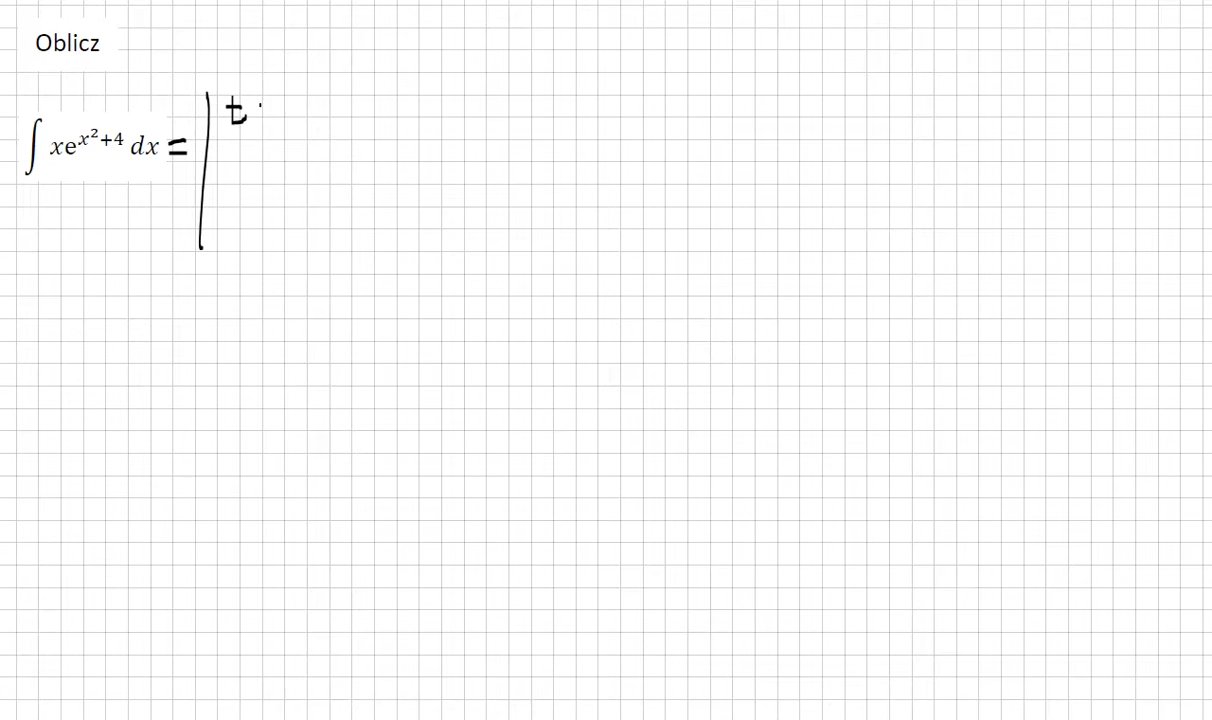 Oblicz
∫ xe^{x²+4} dx = | t